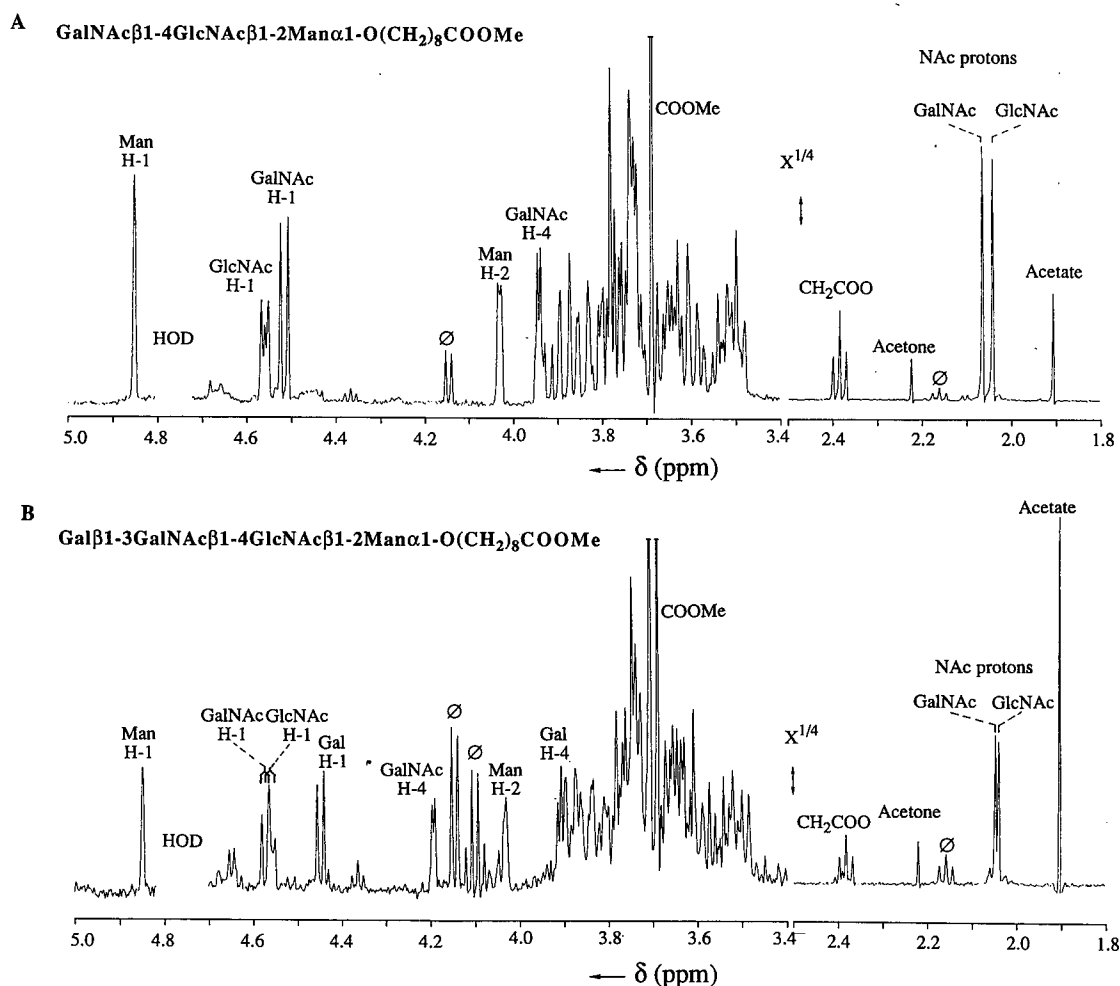 A
GalNAcβ1-4GlcNAcβ1-2Manα1-O(CH2)8COOMe
NAc protons
GalNAc GlcNAc
COOMe
Man
H-1
X1/4
GalNAc
H-1
GalNAc
H-4
Man
H-2
GlcNAc
H-1
CH2COO
Acetate
HOD
Ø
Acetone
Ø
5.0 4.8 4.6 4.4 4.2 4.0 3.8 3.6 3.4 2.4 2.2 2.0 1.8
← δ (ppm)
B
Galβ1-3GalNAcβ1-4GlcNAcβ1-2Manα1-O(CH2)8COOMe
Acetate
COOMe
NAc protons
GalNAc GlcNAc
Ø
GalNAc GlcNAc
H-1 H-1
Man
H-1
Gal
H-1
Ø
Gal
H-4
X1/4
GalNAc
H-4
Man
H-2
HOD
CH2COO
Acetone
Ø
5.0 4.8 4.6 4.4 4.2 4.0 3.8 3.6 3.4 2.4 2.2 2.0 1.8
← δ (ppm)